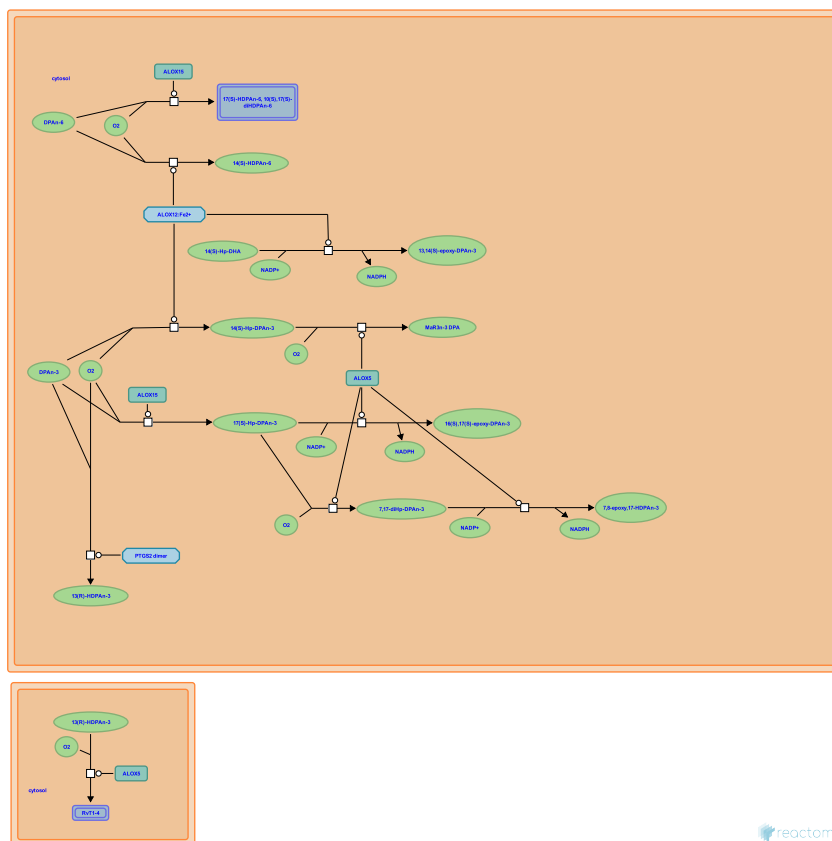 ALOX15
cytosol
17(S)-HDPAn-6, 10(S),17(S)-
diHDPAn-6
DPAn-6
O2
14(S)-HDPAn-6
ALOX12:Fe2+
14(S)-Hp-DHA
13,14(S)-epoxy-DPAn-3
NADP+
NADPH
14(S)-Hp-DPAn-3
MaR3n-3 DPA
O2
DPAn-3
O2
ALOX5
ALOX15
17(S)-Hp-DPAn-3
16(S),17(S)-epoxy-DPAn-3
NADP+
NADPH
7,17-diHp-DPAn-3
7,8-epoxy,17-HDPAn-3
O2
NADP+
NADPH
PTGS2 dimer
13(R)-HDPAn-3
13(R)-HDPAn-3
O2
ALOX5
cytosol
RvT1-4
reactom